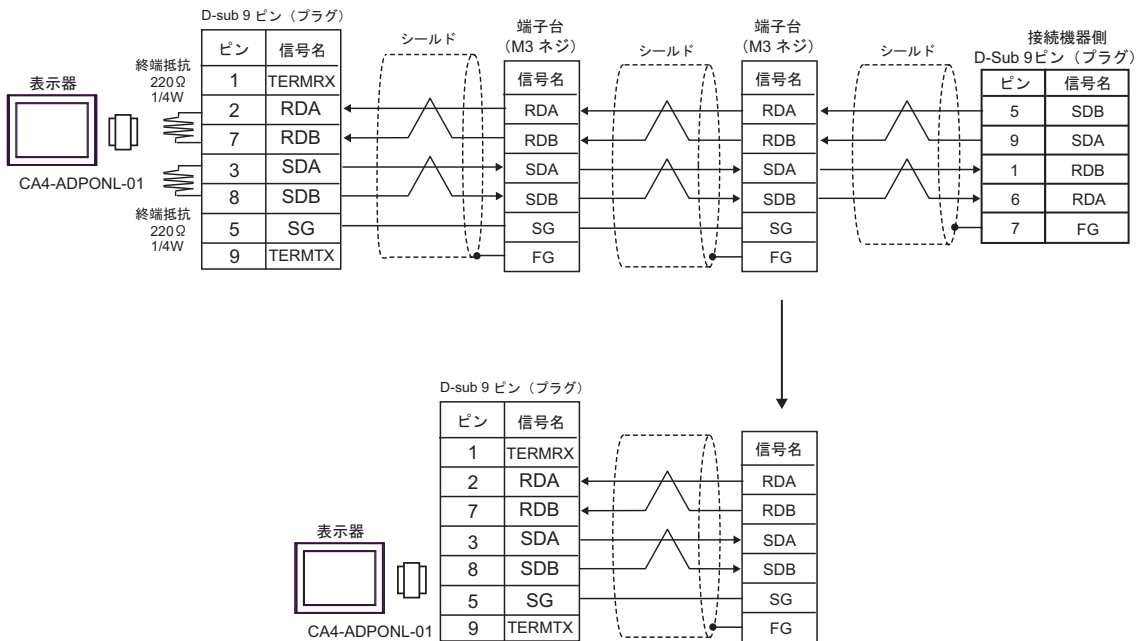 D-sub 9 ピン（プラグ）
ピン 信号名
1 TERMRX
2 RDA
7 RDB
3 SDA
8 SDB
5 SG
9 TERMTX
終端抵抗
220Ω
1/4W
表示器
CA4-ADPONL-01
終端抵抗
220Ω
1/4W
シールド
端子台
（M3 ネジ）
信号名
RDA
RDB
SDA
SDB
SG
FG
シールド
端子台
（M3 ネジ）
信号名
RDA
RDB
SDA
SDB
SG
FG
シールド
接続機器側
D-Sub 9ピン（プラグ）
ピン 信号名
5 SDB
9 SDA
1 RDB
6 RDA
7 FG
D-sub 9 ピン（プラグ）
ピン 信号名
1 TERMRX
2 RDA
7 RDB
3 SDA
8 SDB
5 SG
9 TERMTX
表示器
CA4-ADPONL-01
信号名
RDA
RDB
SDA
SDB
SG
FG